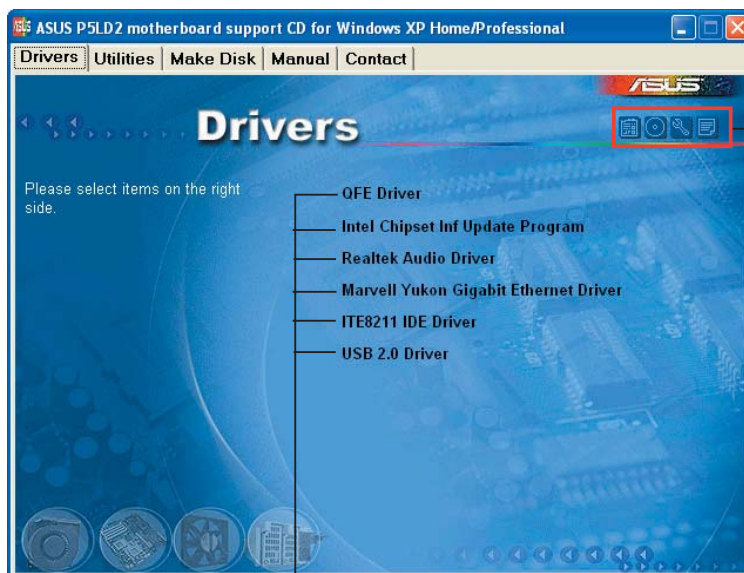 ASUS P5LD2 motherboard support CD for Windows XP Home/Professional
Drivers Utilities Make Disk Manual Contact
ASUS
Drivers
Please select items on the right
side.
QFE Driver
Intel Chipset Inf Update Program
Realtek Audio Driver
Marvell Yukon Gigabit Ethernet Driver
ITE8211 IDE Driver
USB 2.0 Driver